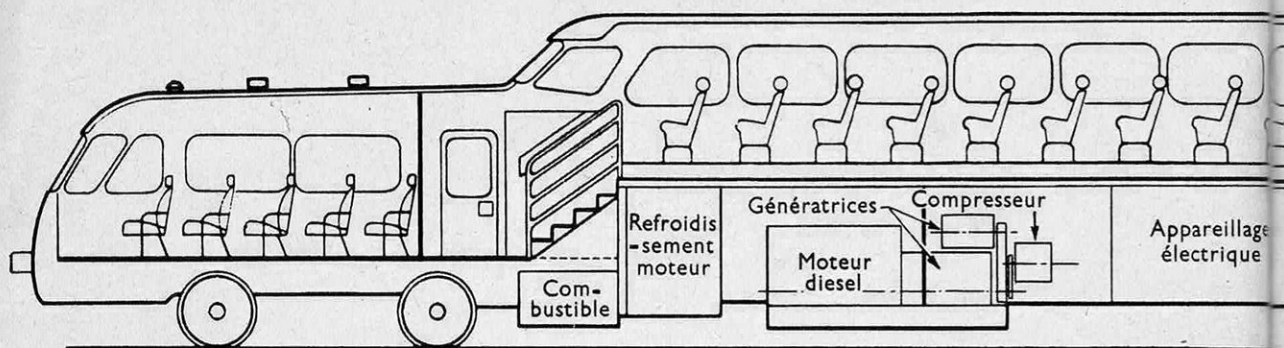 Com-
bustible
Refroidis
-sement
moteur
Génératrices
Compresseur
Moteur
diesel
Appareillage
électrique